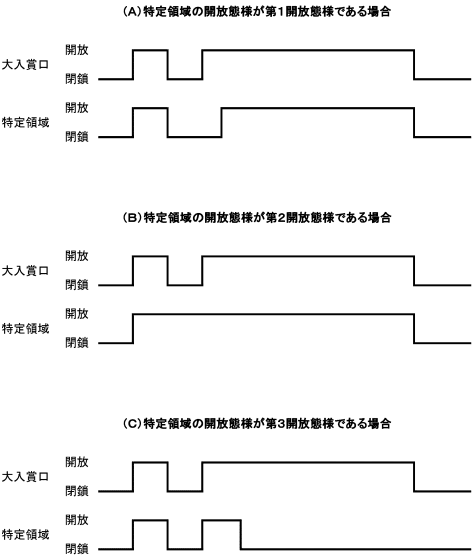 （A）特定領域の開放態様が第１開放態様である場合
大入賞口 開放
閉鎖
特定領域 開放
閉鎖
（B）特定領域の開放態様が第２開放態様である場合
大入賞口 開放
閉鎖
特定領域 開放
閉鎖
（C）特定領域の開放態様が第３開放態様である場合
大入賞口 開放
閉鎖
特定領域 開放
閉鎖